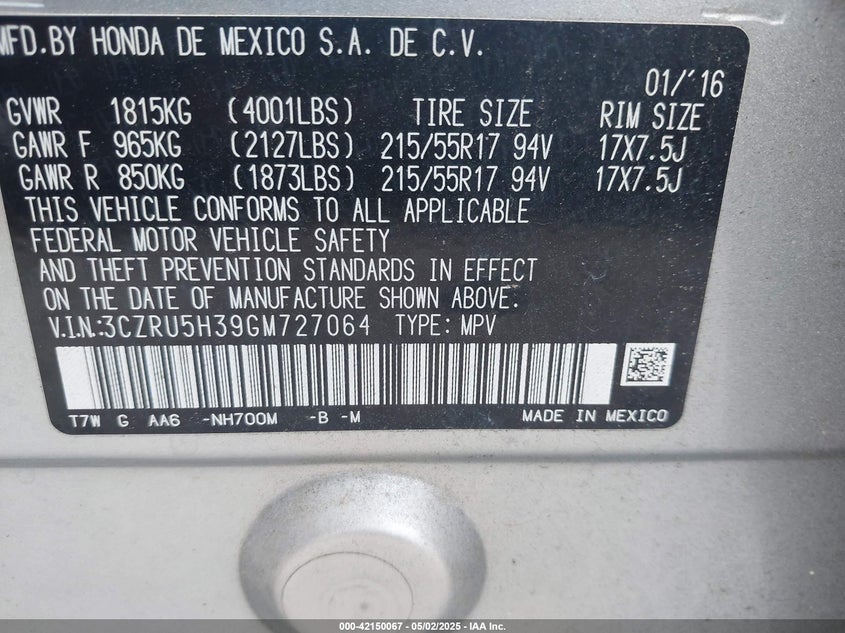 MFD.BY HONDA DE MEXICO S.A. DE C.V.
01/'16
GVWR 1815KG (4001LBS) TIRE SIZE RIM SIZE
GAWR F 965KG (2127LBS) 215/55R17 94V 17X7.5J
GAWR R 850KG (1873LBS) 215/55R17 94V 17X7.5J
THIS VEHICLE CONFORMS TO ALL APPLICABLE
FEDERAL MOTOR VEHICLE SAFETY
AND THEFT PREVENTION STANDARDS IN EFFECT
ON THE DATE OF MANUFACTURE SHOWN ABOVE.
V.I.N.:3CZRU5H39GM727064 TYPE: MPV
T7W G AA6 -NH700M -B -M MADE IN MEXICO
000-42150067 - 05/02/2025 - IAA Inc.